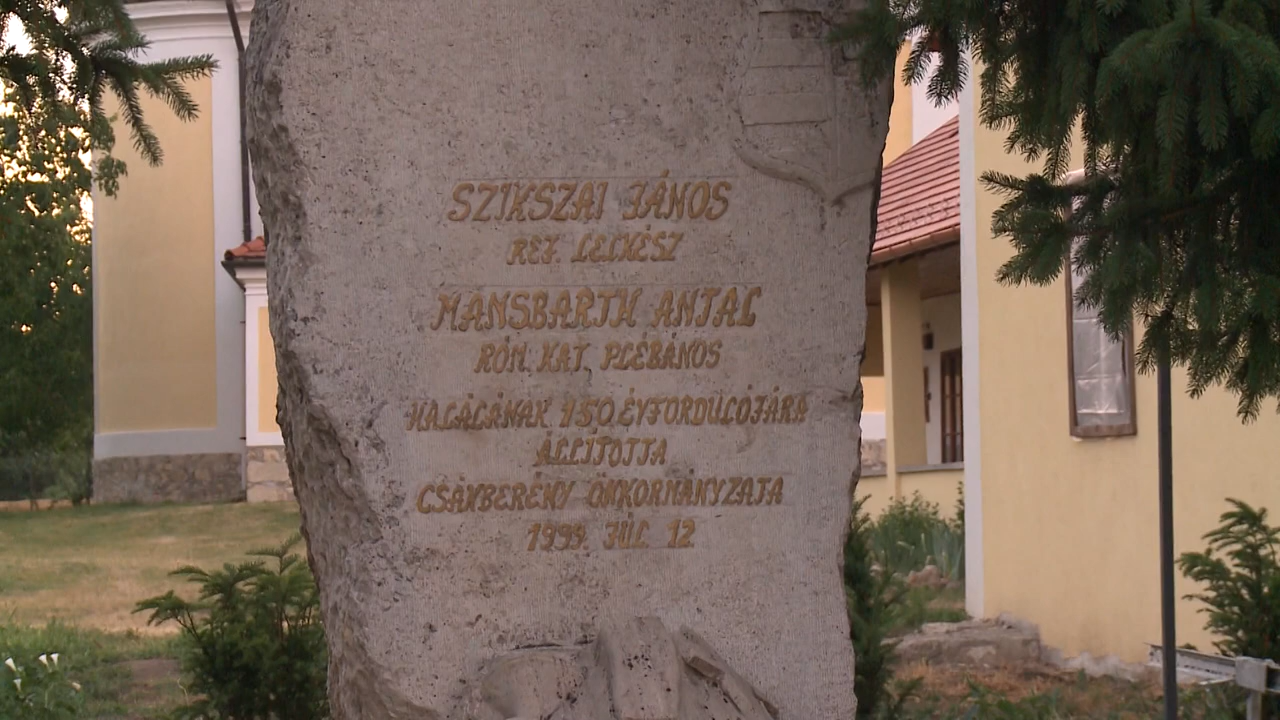 SZIKSZAI JÁNOS
REF. LELKÉSZ
MANSBARTH ANTAL
RÓM. KAT. PLÉBÁNOS
HALÁLÁNAK 150. ÉVFORDULÓJÁRA
ÁLLÍTOTTA
CSÁKBERÉNY ÖNKORMÁNYZATA
1999. JÚL 12